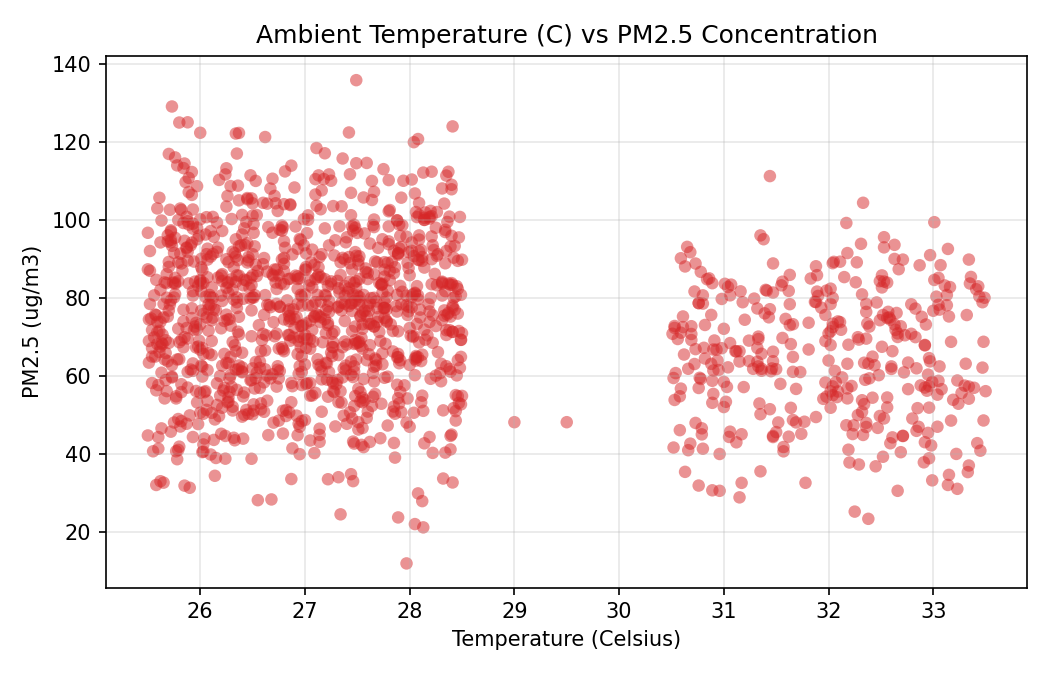 Ambient Temperature (C) vs PM2.5 Concentration
140
120
100
80
60
40
20
PM2.5 (ug/m3)
26 27 28 29 30 31 32 33
Temperature (Celsius)